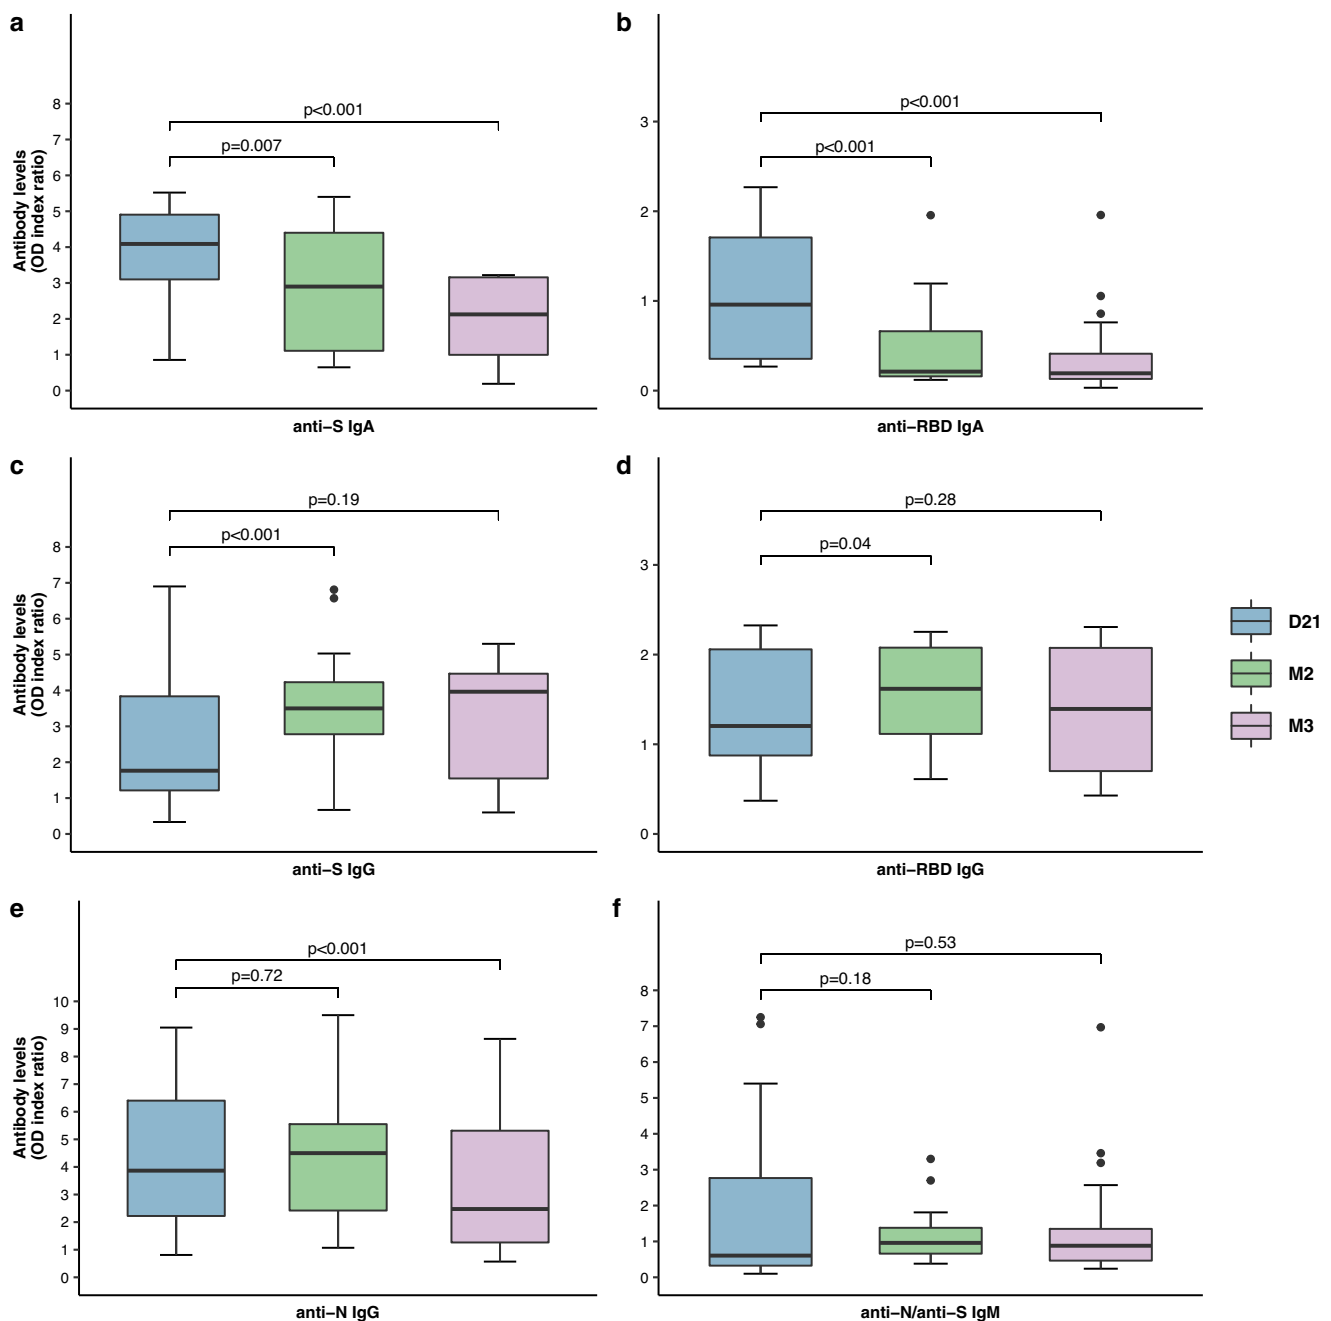 a
Antibody levels
(OD index ratio)
8
7
6
5
4
3
2
1
0
p<0.001
p=0.007
anti−S IgA
b
3
2
1
0
p<0.001
p<0.001
anti−RBD IgA
c
Antibody levels
(OD index ratio)
8
7
6
5
4
3
2
1
0
p=0.19
p<0.001
anti−S IgG
d
3
2
1
0
p=0.28
p=0.04
anti−RBD IgG
D21
M2
M3
e
Antibody levels
(OD index ratio)
10
9
8
7
6
5
4
3
2
1
0
p<0.001
p=0.72
anti−N IgG
f
8
7
6
5
4
3
2
1
0
p=0.53
p=0.18
anti−N/anti−S IgM